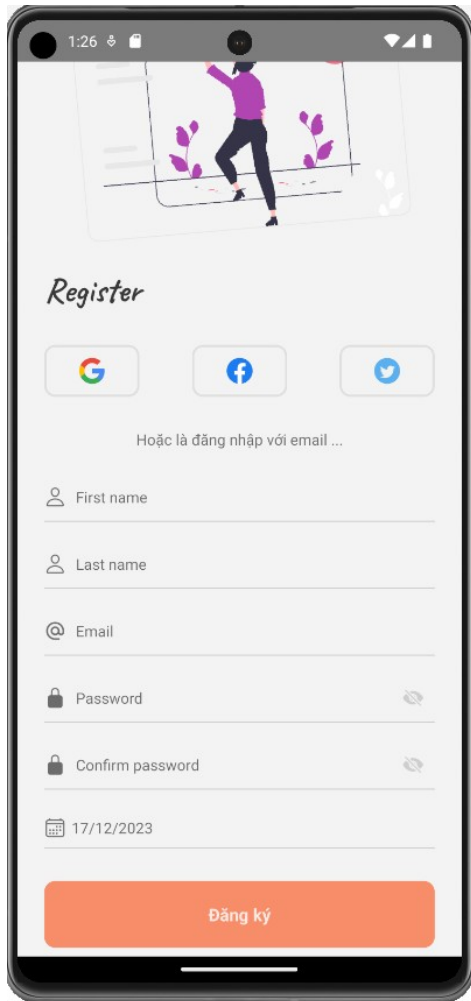 1:26
Register
Hoặc là đăng nhập với email ...
First name
Last name
Email
Password
Confirm password
17/12/2023
Đăng ký